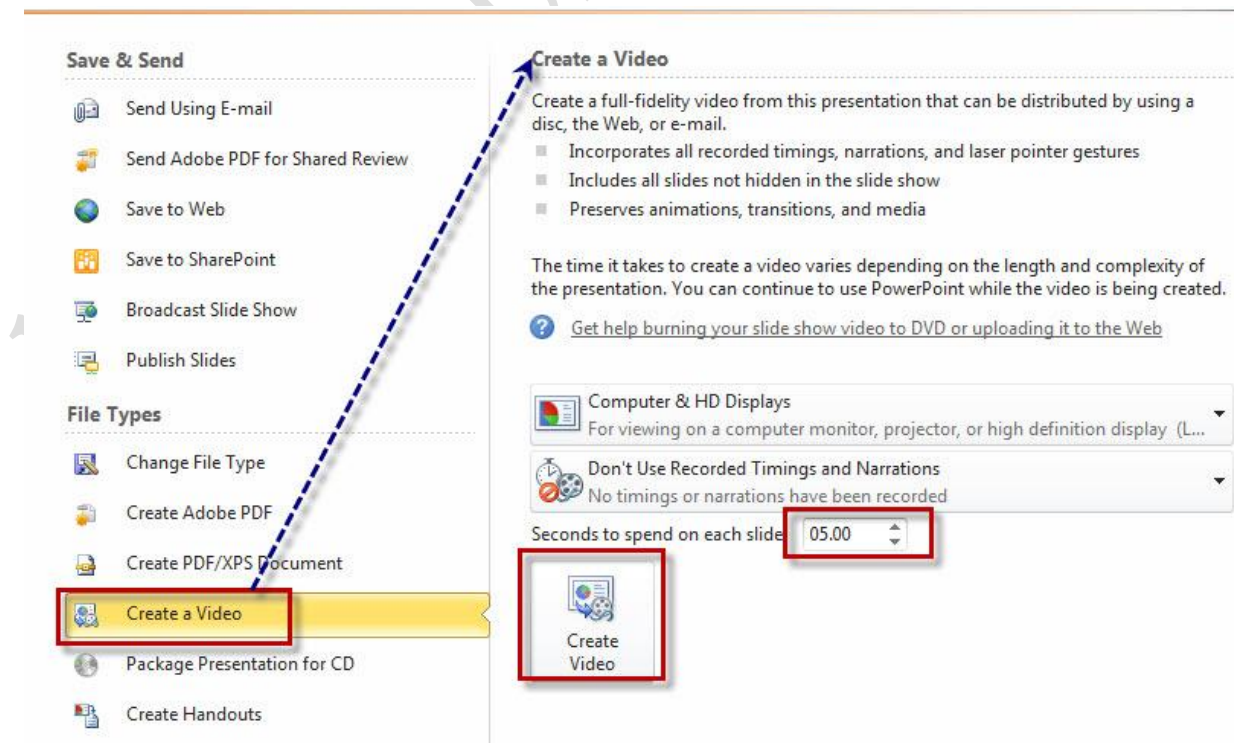 Save & Send
Send Using E-mail
Send Adobe PDF for Shared Review
Save to Web
Save to SharePoint
Broadcast Slide Show
Publish Slides
File Types
Change File Type
Create Adobe PDF
Create PDF/XPS Document
Create a Video
Package Presentation for CD
Create Handouts
Create a Video
Create a full-fidelity video from this presentation that can be distributed by using a
disc, the Web, or e-mail.
Incorporates all recorded timings, narrations, and laser pointer gestures
Includes all slides not hidden in the slide show
Preserves animations, transitions, and media
The time it takes to create a video varies depending on the length and complexity of
the presentation. You can continue to use PowerPoint while the video is being created.
Get help burning your slide show video to DVD or uploading it to the Web
Computer & HD Displays
For viewing on a computer monitor, projector, or high definition display (L...
Don't Use Recorded Timings and Narrations
No timings or narrations have been recorded
Seconds to spend on each slide 05.00
Create
Video